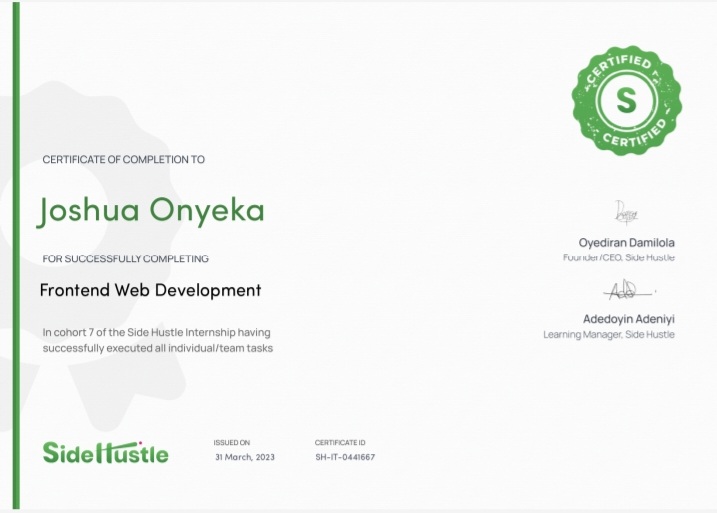 CERTIFIED
S
CERTIFIED
CERTIFICATE OF COMPLETION TO
Joshua Onyeka
FOR SUCCESSFULLY COMPLETING
Frontend Web Development
In cohort 7 of the Side Hustle Internship having
successfully executed all individual/team tasks
Oyediran Damilola
Founder/CEO, Side Hustle
Adedoyin Adeniyi
Learning Manager, Side Hustle
SideHustle
ISSUED ON
31 March, 2023
CERTIFICATE ID
SH-IT-0441667